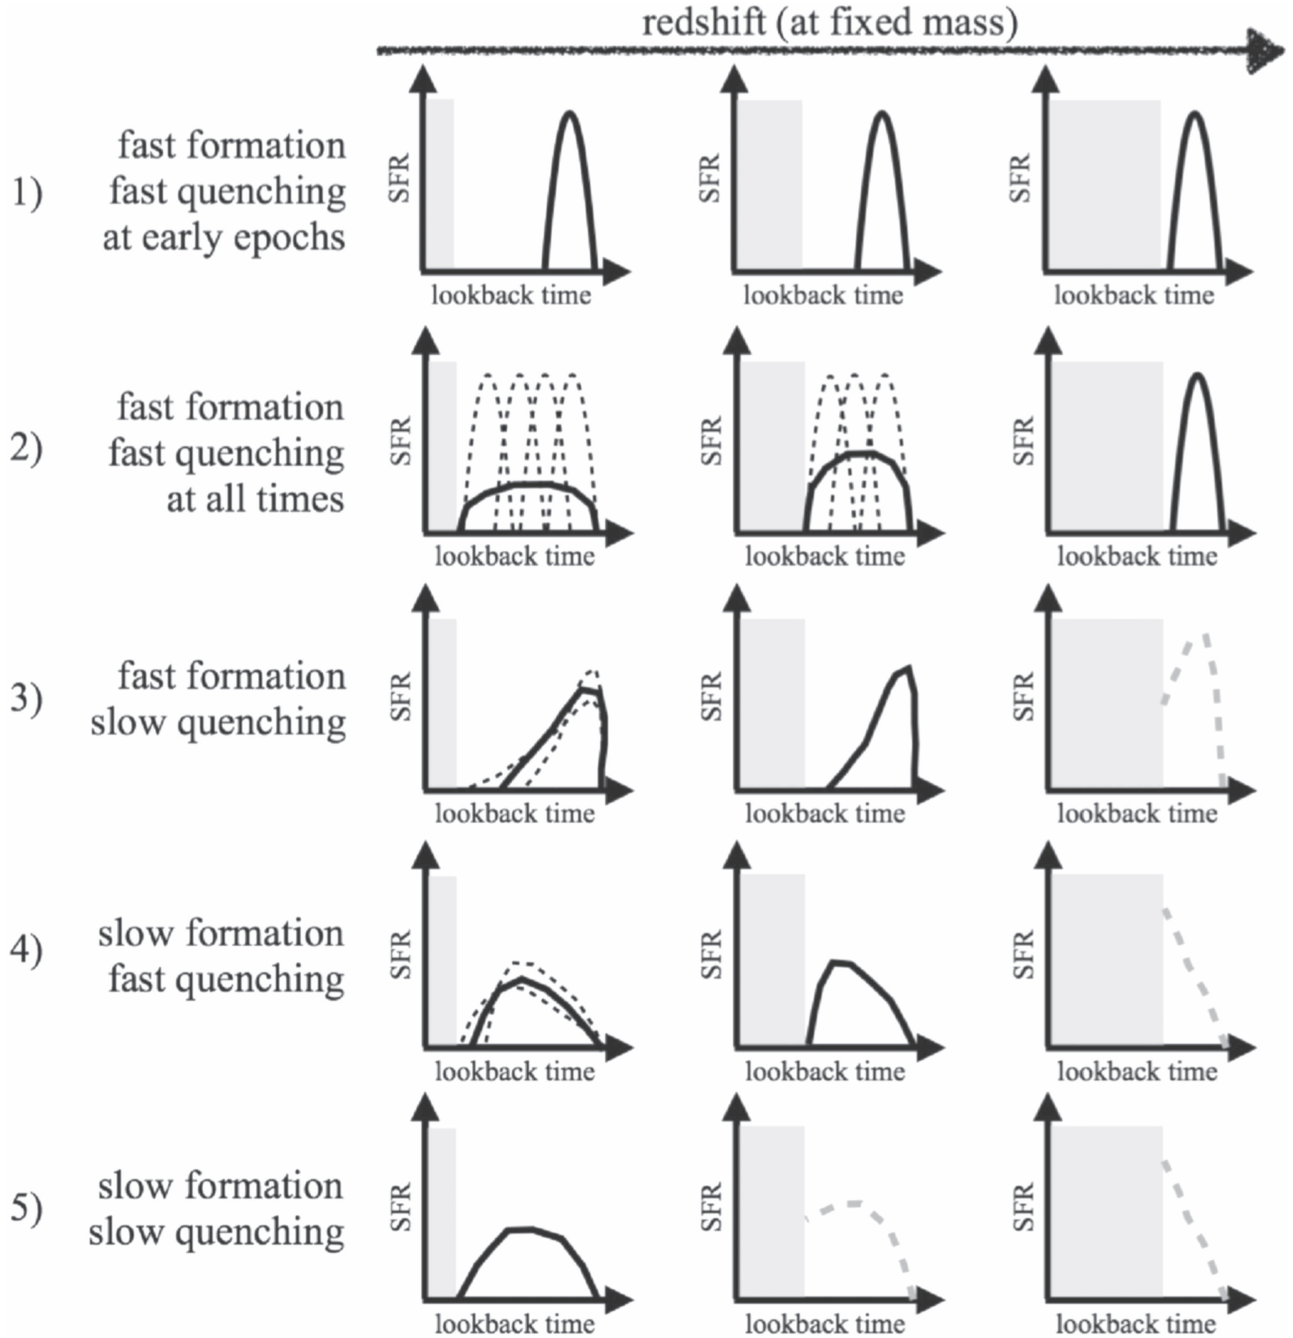 redshift (at fixed mass)
1)
fast formation
fast quenching
at early epochs
SFR
lookback time
SFR
lookback time
SFR
lookback time
2)
fast formation
fast quenching
at all times
SFR
lookback time
SFR
lookback time
SFR
lookback time
3)
fast formation
slow quenching
SFR
lookback time
SFR
lookback time
SFR
lookback time
4)
slow formation
fast quenching
SFR
lookback time
SFR
lookback time
SFR
lookback time
5)
slow formation
slow quenching
SFR
lookback time
SFR
lookback time
SFR
lookback time